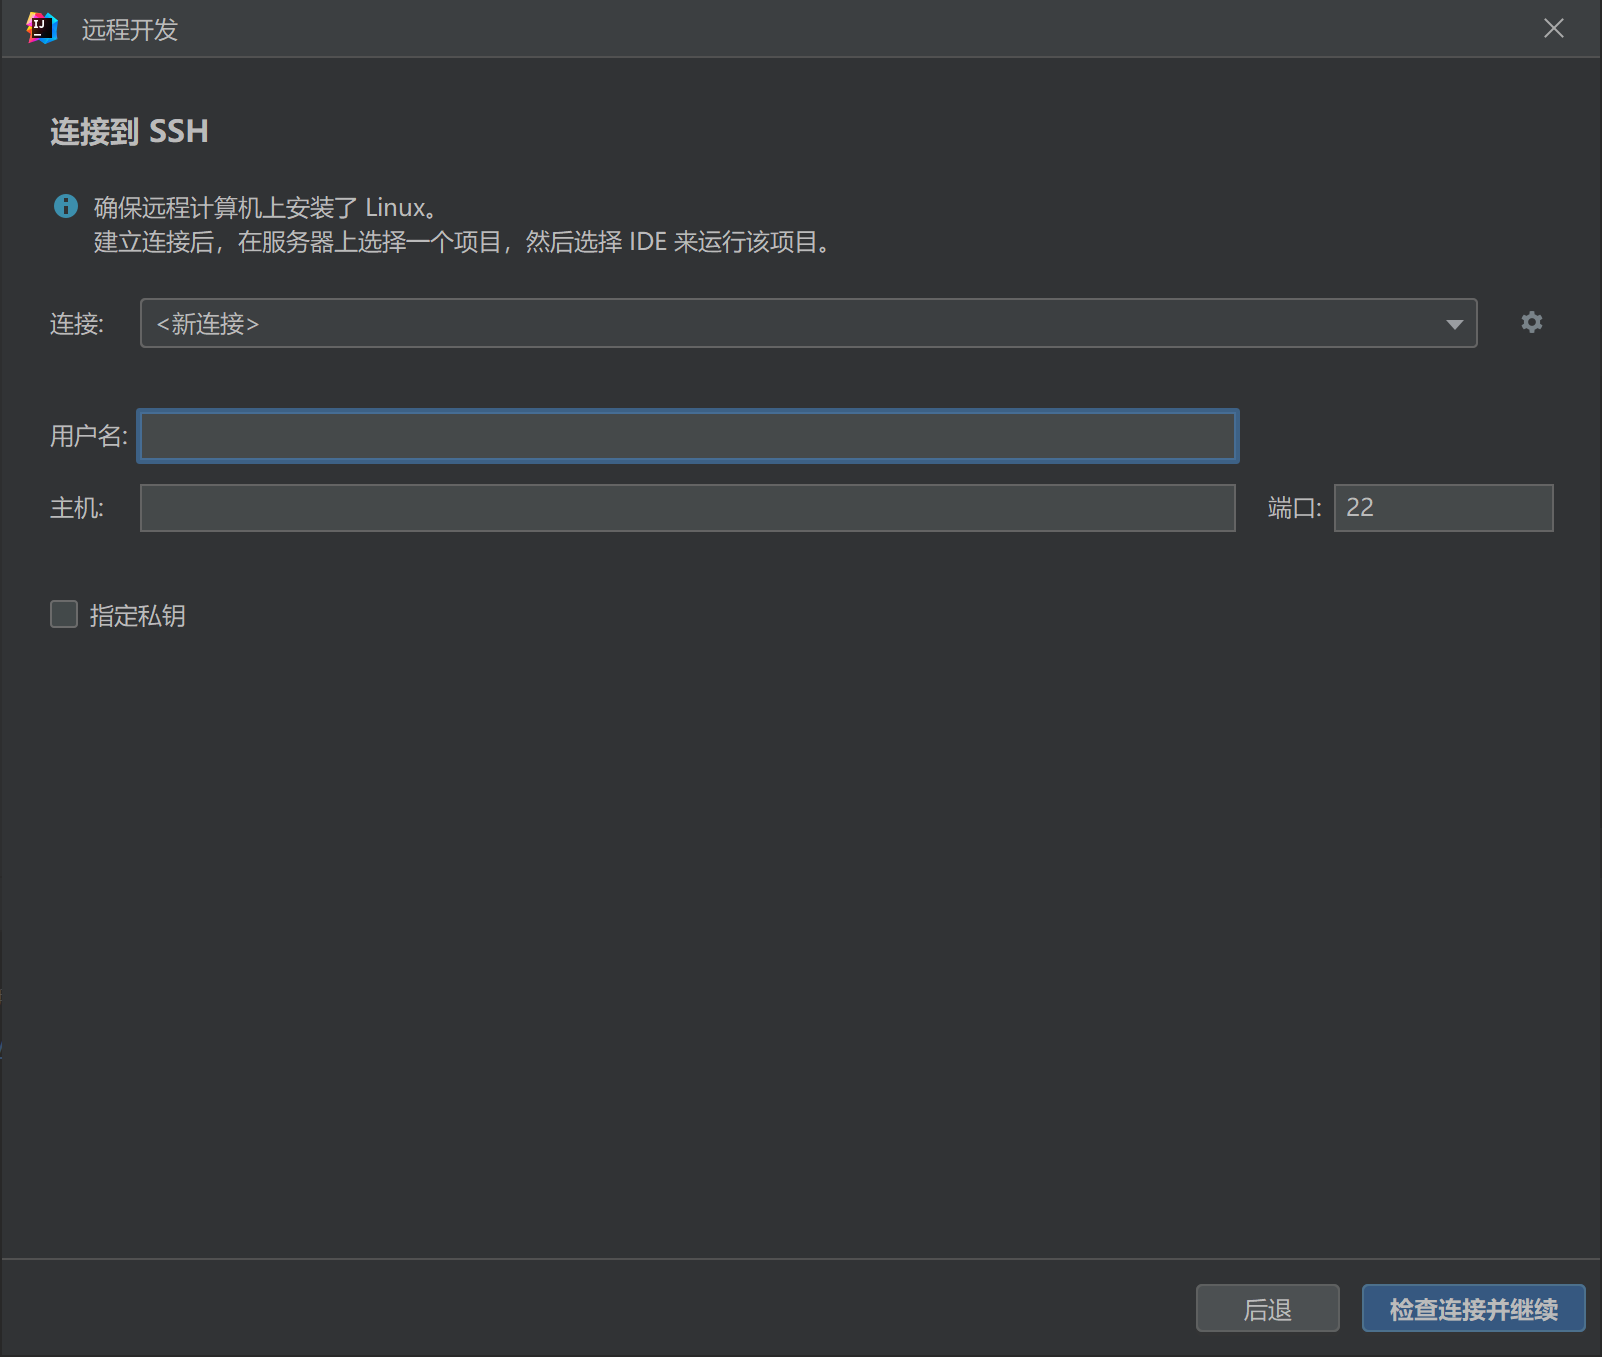 IJ
远程开发
连接到 SSH
确保远程计算机上安装了 Linux。
建立连接后，在服务器上选择一个项目，然后选择 IDE 来运行该项目。
连接: <新连接>
用户名:
主机: 端口: 22
指定私钥
后退 检查连接并继续